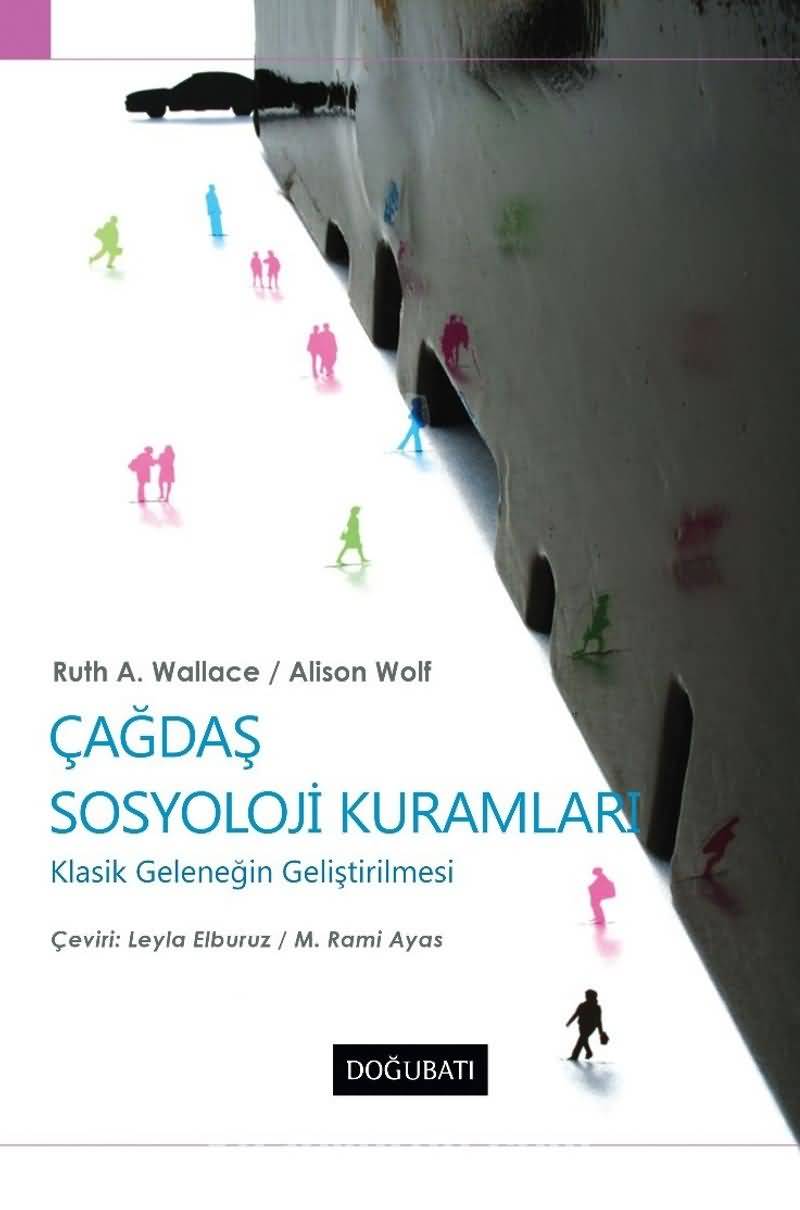 Ruth A. Wallace / Alison Wolf
ÇAĞDAŞ
SOSYOLOJİ KURAMLARI
Klasik Geleneğin Geliştirilmesi
Çeviri: Leyla Elburuz / M. Rami Ayas
DOĞUBATI